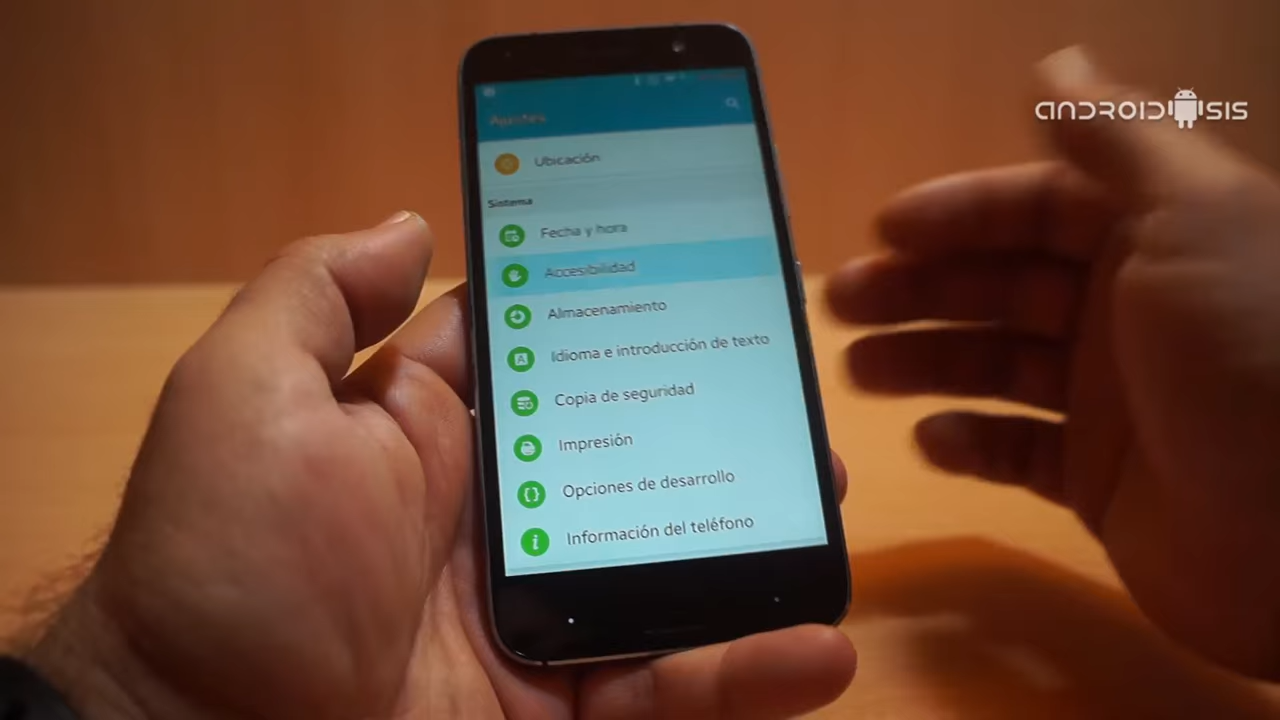 ANDROIDSIS
Ajustes
Ubicación
Sistema
Fecha y hora
Accesibilidad
Almacenamiento
Idioma e introducción de texto
Copia de seguridad
Impresión
Opciones de desarrollo
Información del teléfono